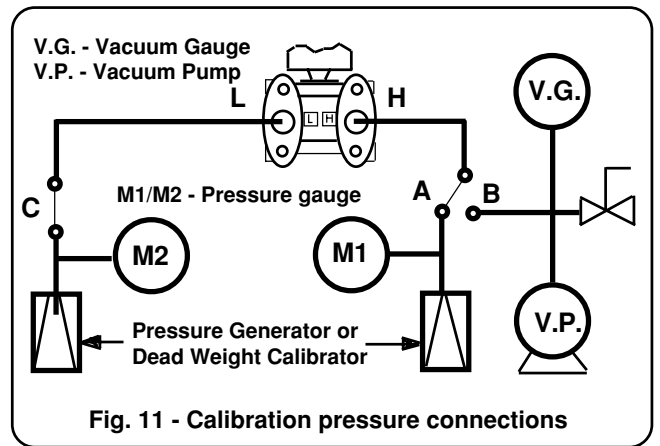 V.G. - Vacuum Gauge
V.P. - Vacuum Pump
L
H
L H
V.G.
A
B
C
M1/M2 - Pressure gauge
M2
M1
V.P.
Pressure Generator or
Dead Weight Calibrator
Fig. 11 - Calibration pressure connections